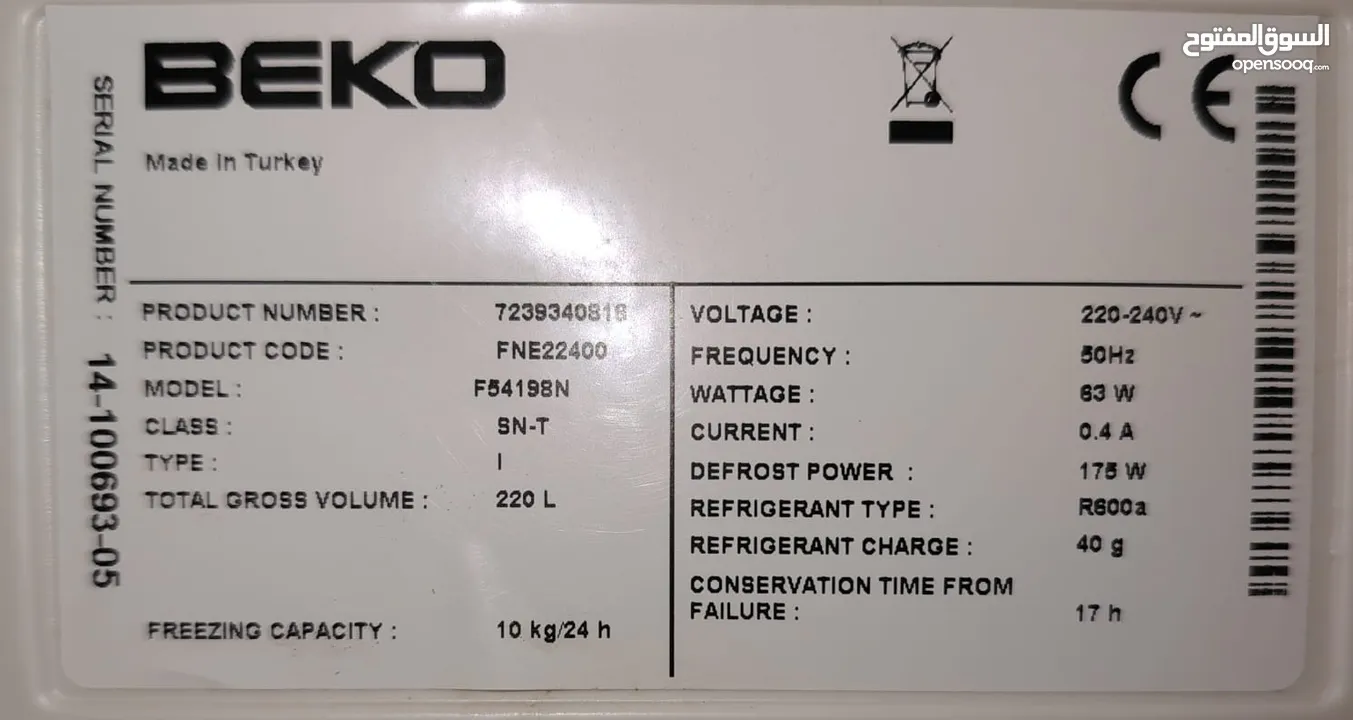 السوق المفتوح
opensooq.com
BEKO
CE
Made in Turkey
SERIAL NUMBER : 14-100693-05
PRODUCT NUMBER :
PRODUCT CODE : FNE22400
MODEL : F54198N
CLASS : SN-T
TYPE : I
TOTAL GROSS VOLUME : 220 L
FREEZING CAPACITY : 10 kg/24 h
VOLTAGE : 220-240V ~
FREQUENCY : 50Hz
WATTAGE : 63 W
CURRENT : 0.4 A
DEFROST POWER : 175 W
REFRIGERANT TYPE : R600a
REFRIGERANT CHARGE : 40 g
CONSERVATION TIME FROM
FAILURE : 17 h